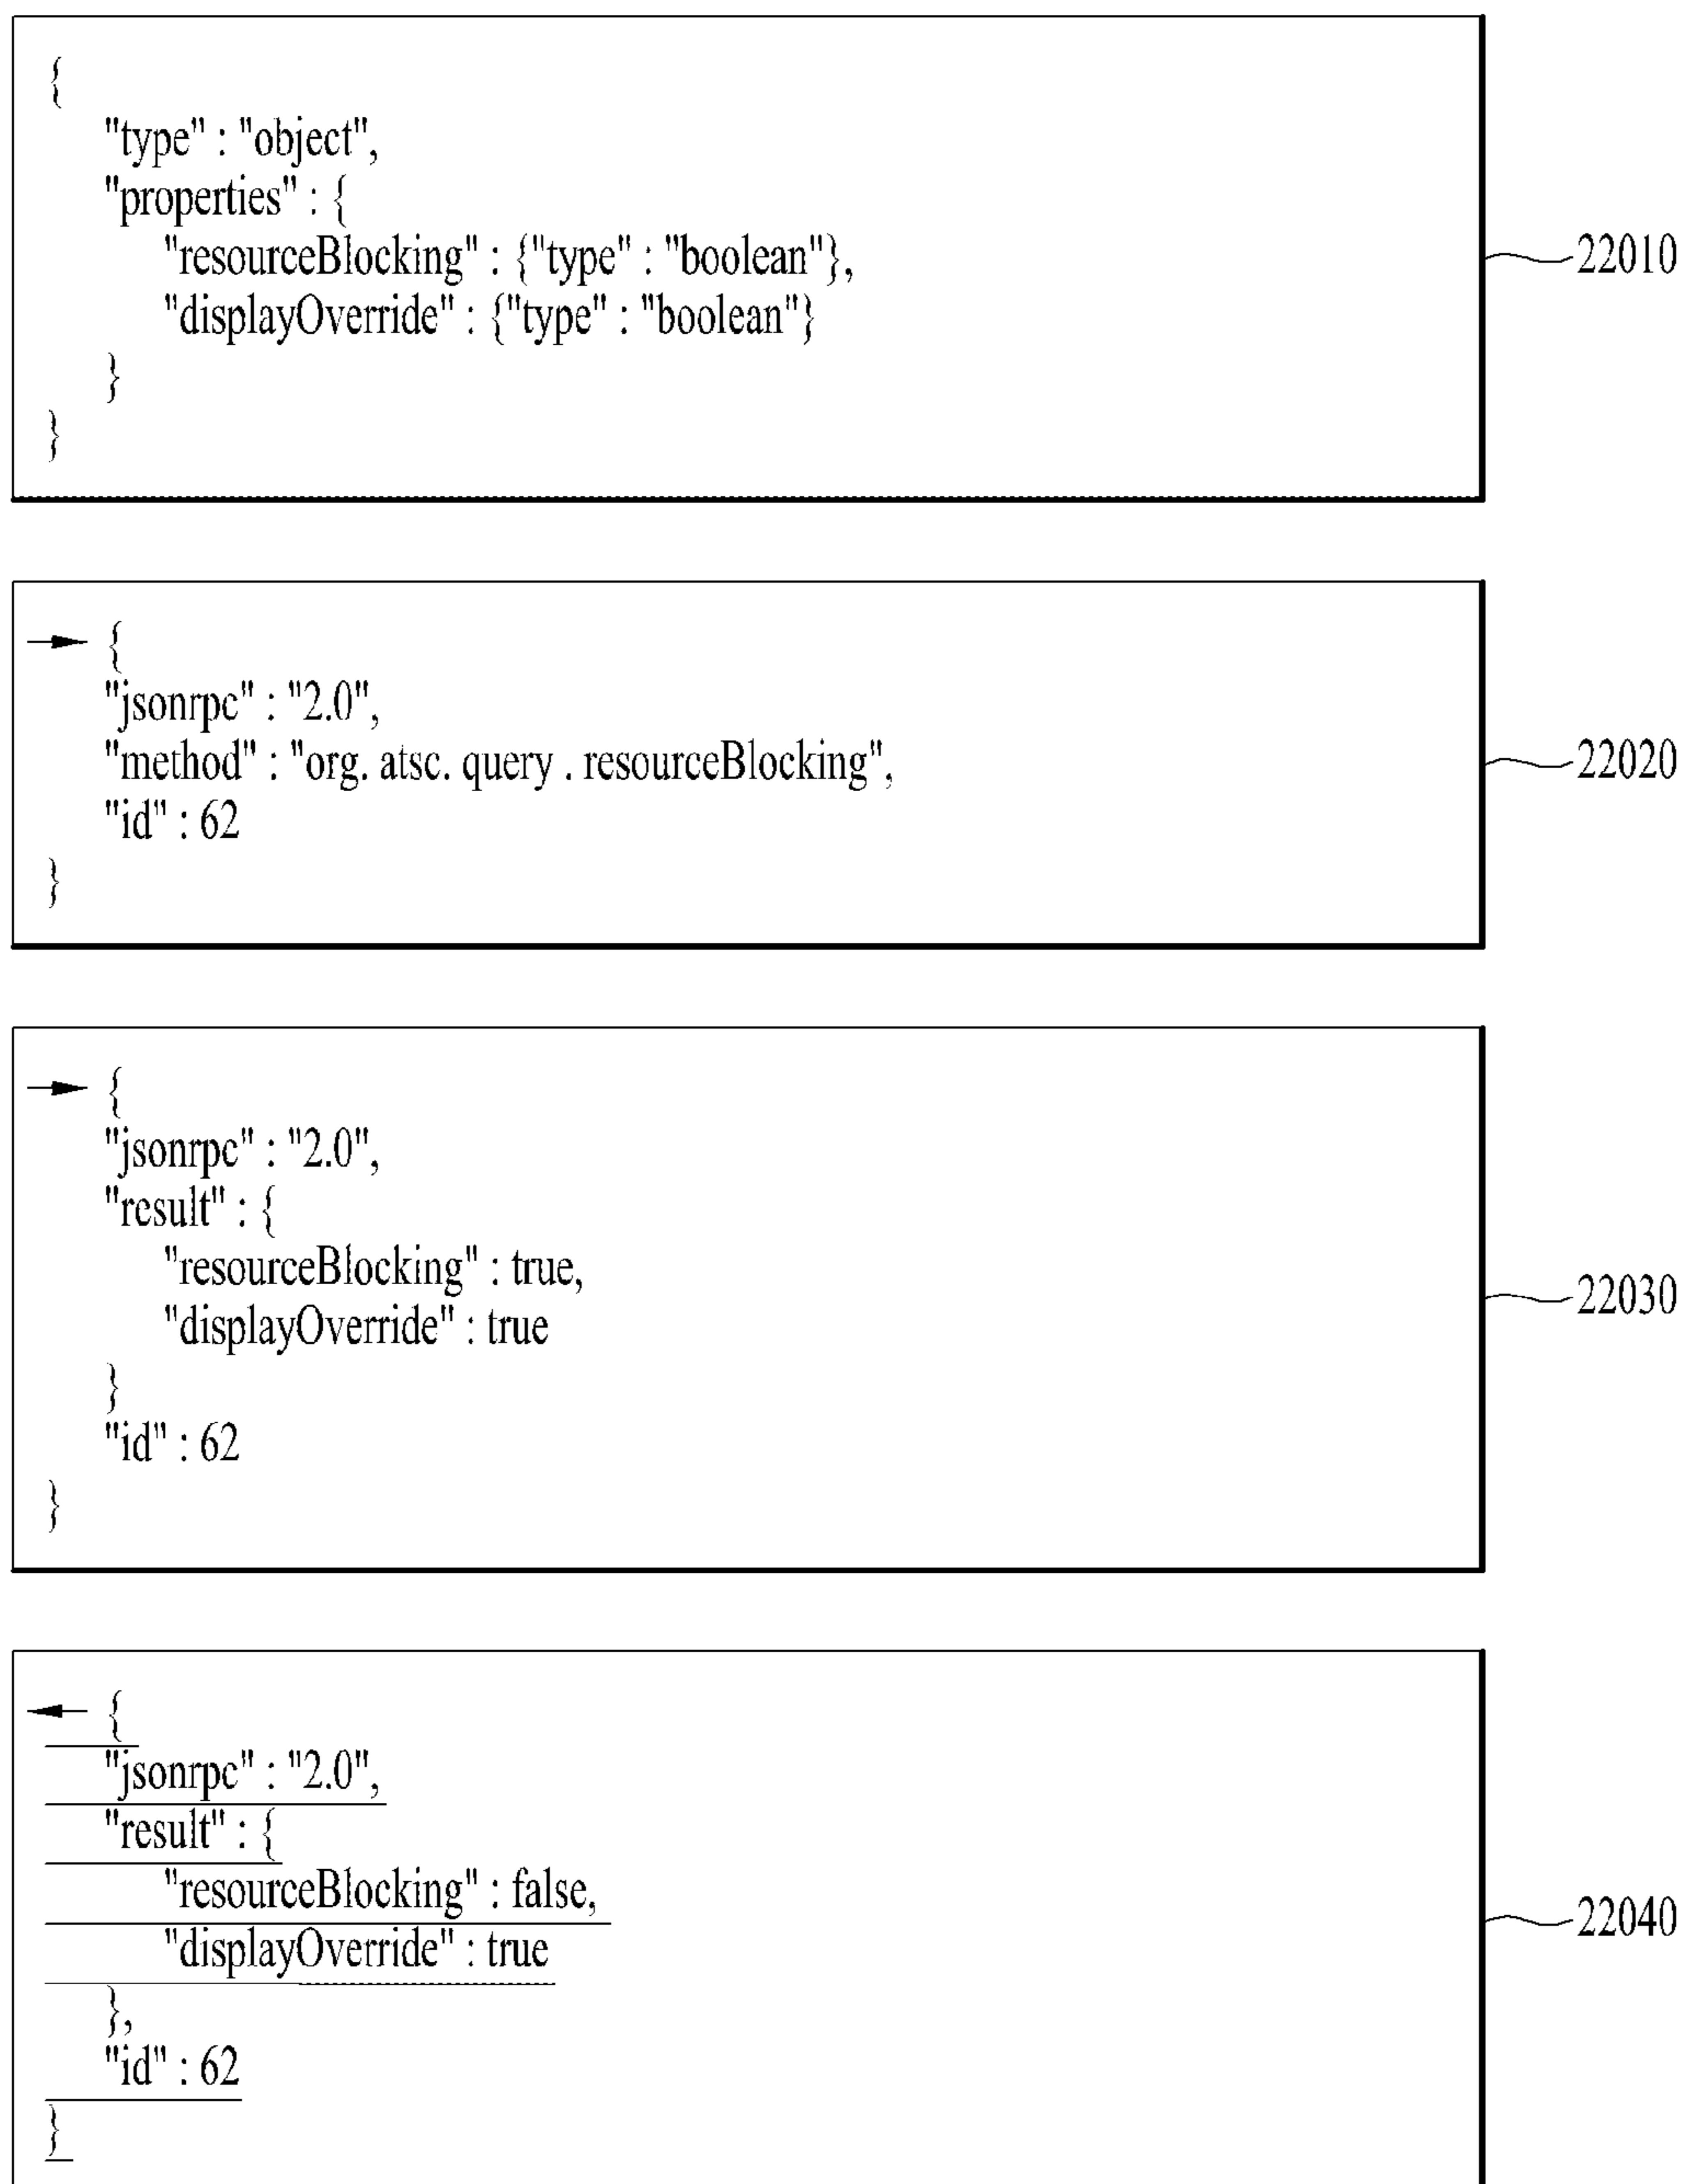 {
"type" : "object",
"properties" : {
"resourceBlocking" : {"type" : "boolean"},
"displayOverride" : {"type" : "boolean"}
}
}
22010
→ {
"jsonrpc" : "2.0",
"method" : "org. atsc. query . resourceBlocking",
"id" : 62
}
22020
→ {
"jsonrpc" : "2.0",
"result" : {
"resourceBlocking" : true,
"displayOverride" : true
}
"id" : 62
}
22030
← {
"jsonrpc" : "2.0",
"result" : {
"resourceBlocking" : false,
"displayOverride" : true
},
"id" : 62
}
22040